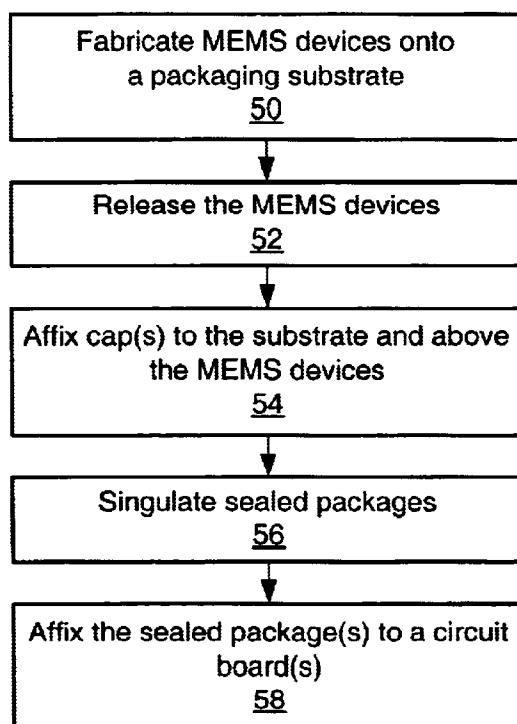 Fabricate MEMS devices onto
a packaging substrate
50
Release the MEMS devices
52
Affix cap(s) to the substrate and above
the MEMS devices
54
Singulate sealed packages
56
Affix the sealed package(s) to a circuit
board(s)
58